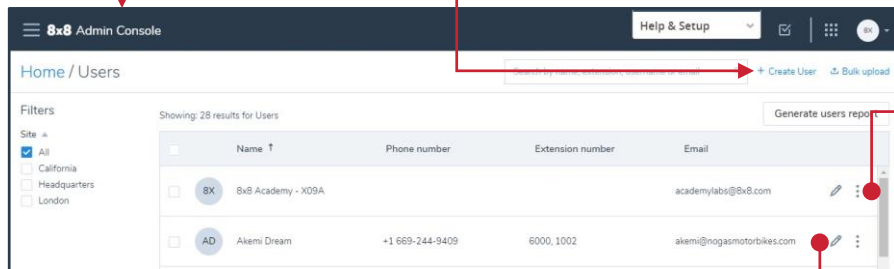 8x8 Admin Console
Help & Setup
8X
Home / Users
Search by name, extension, username or email
+ Create User
Bulk upload
Filters
Showing: 28 results for Users
Generate users report
Site
All
California
Headquarters
London
Name ↑ Phone number Extension number Email
8X 8x8 Academy - X09A academylabs@8x8.com
AD Akemi Dream +1 669-244-9409 6000, 1002 akemi@nogasmotorbikes.com